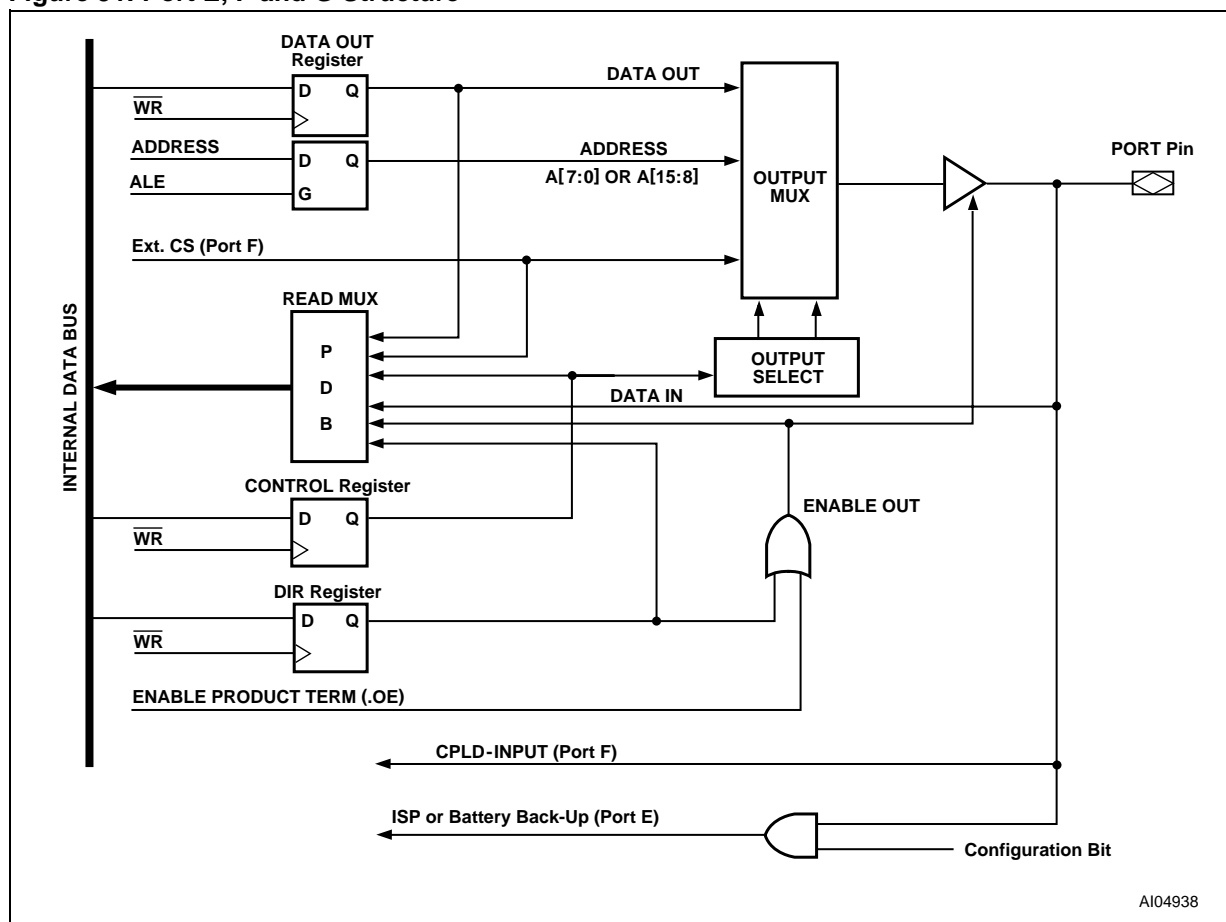 DATA OUT
Register
D Q
WR
DATA OUT
ADDRESS
ALE
D Q
G
ADDRESS
A[7:0] OR A[15:8]
OUTPUT
MUX
PORT Pin
Ext. CS (Port F)
READ MUX
P
D
B
OUTPUT
SELECT
DATA IN
INTERNAL DATA BUS
CONTROL Register
D Q
WR
ENABLE OUT
DIR Register
D Q
WR
ENABLE PRODUCT TERM (.OE)
CPLD-INPUT (Port F)
ISP or Battery Back-Up (Port E)
Configuration Bit
AI04938